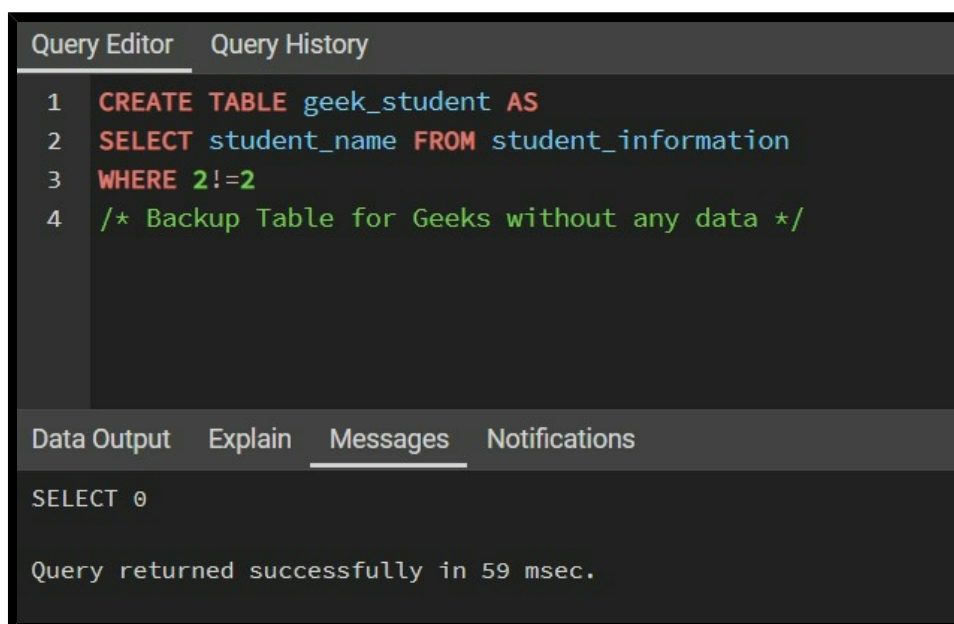 Query Editor Query History
1 CREATE TABLE geek_student AS
2 SELECT student_name FROM student_information
3 WHERE 2!=2
4 /* Backup Table for Geeks without any data */
Data Output Explain Messages Notifications
SELECT 0
Query returned successfully in 59 msec.